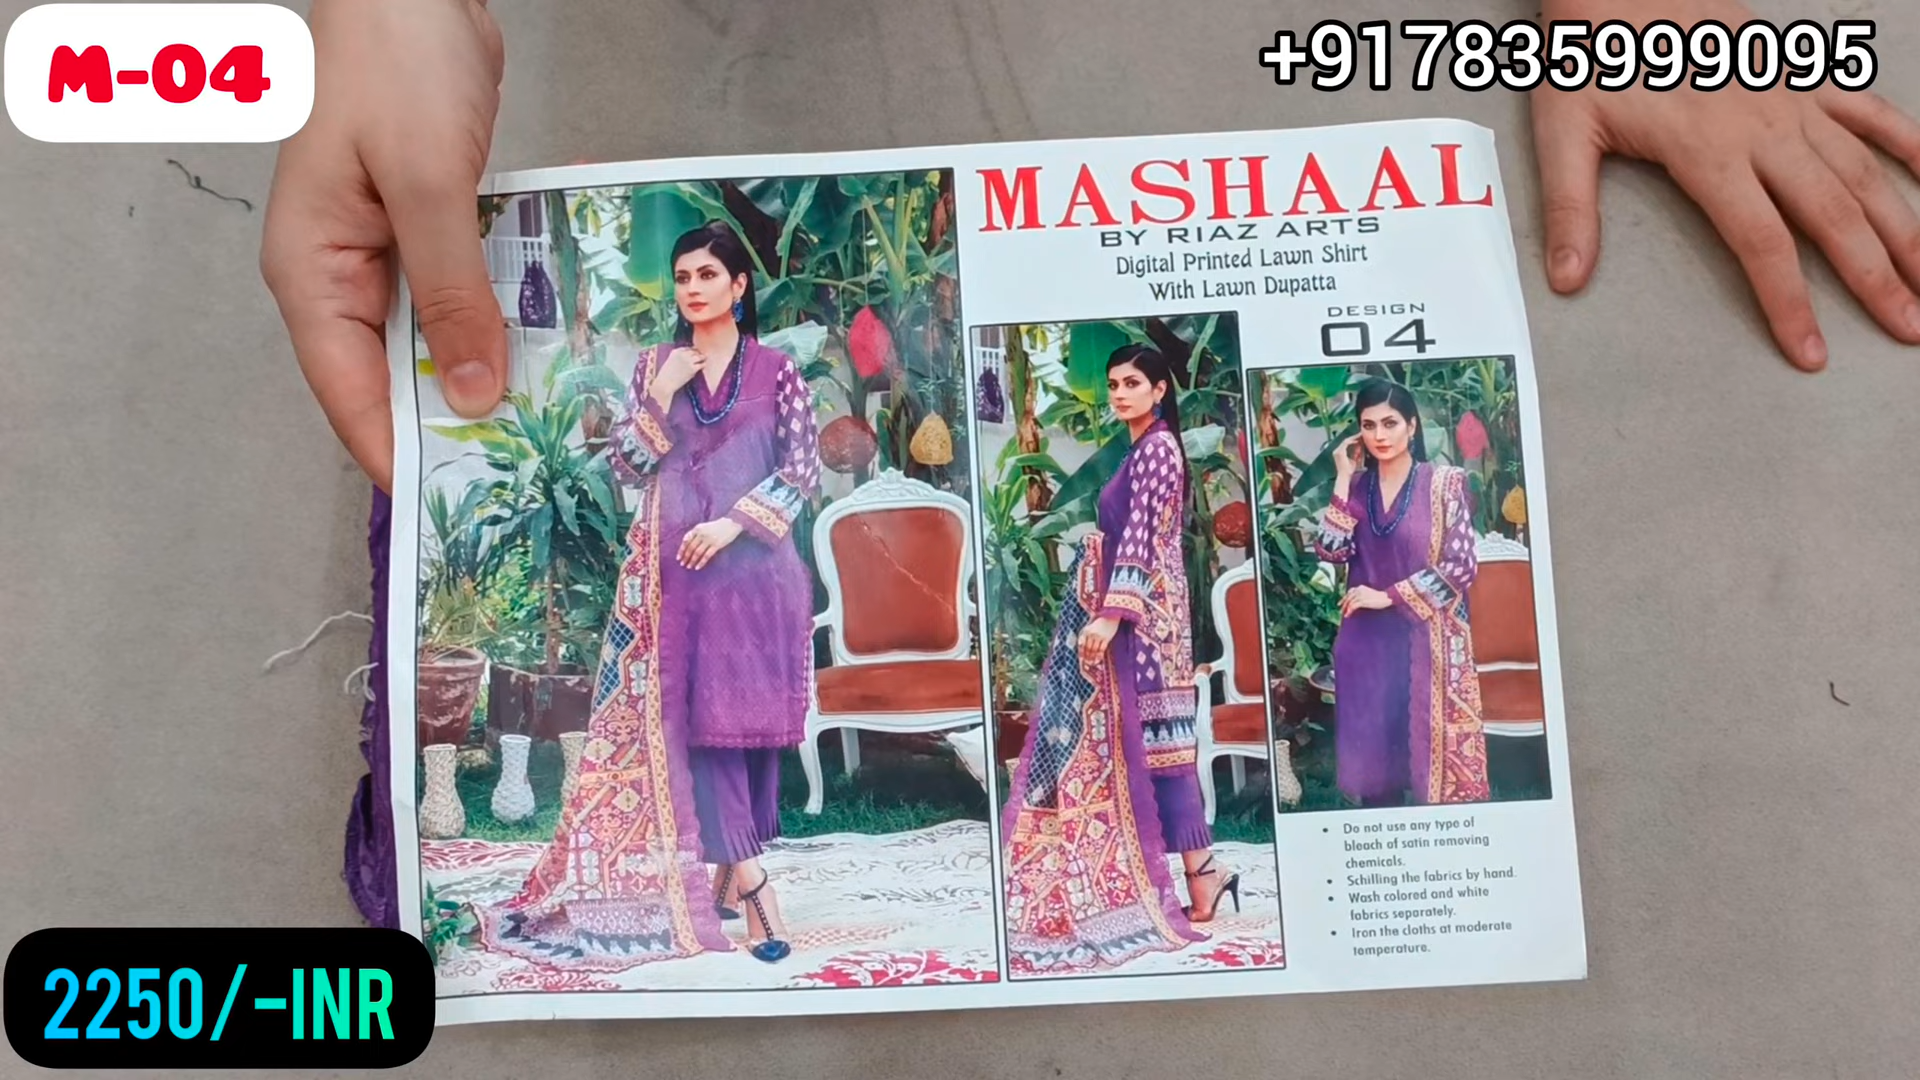 M-04
+917835999095
MASHAAL
BY RIAZ ARTS
Digital Printed Lawn Shirt
With Lawn Dupatta
DESIGN
04
• Do not use any type of
bleach of satin removing
chemicals.
• Schilling the fabrics by hand.
• Wash colored and white
fabrics separately.
• Iron the cloths at moderate
temperature.
2250/-INR